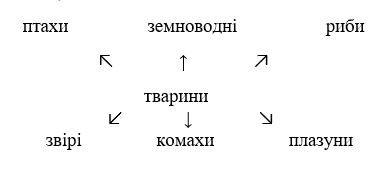 птахи земноводні риби
тварини
звірі комахи плазуни